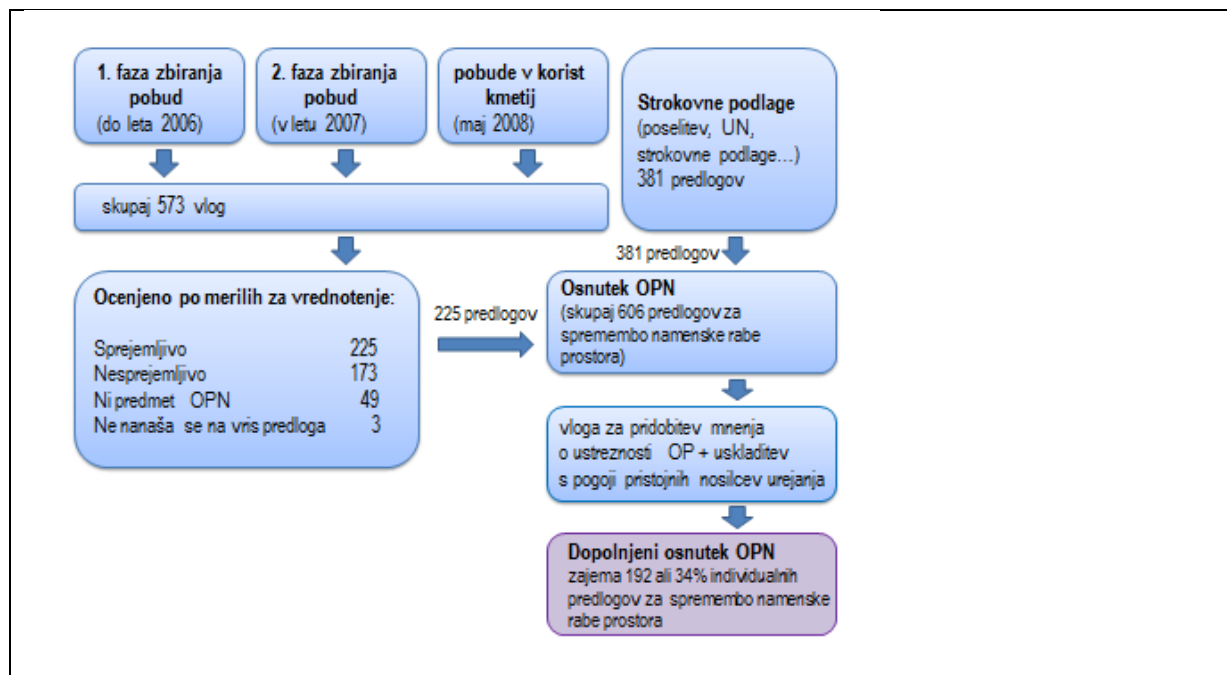 1. faza zbiranja
pobud
(do leta 2006)
2. faza zbiranja
pobud
(v letu 2007)
pobude v korist
kmetij
(maj 2008)
Strokovne podlage
(poselitev, UN,
strokovne podlage...)
381 predlogov
skupaj 573 vlog
381 predlogov
Ocenjeno po merilih za vrednotenje:
Sprejemljivo 225
Nesprejemljivo 173
Ni predmet OPN 49
Ne nanaša se na vris predloga 3
225 predlogov
Osnutek OPN
(skupaj 606 predlogov za
spremembo namenske rabe
prostora)
vloga za pridobitev mnenja
o ustreznosti OP + uskladitev
s pogoji pristojnih nosilcev urejanja
Dopolnjeni osnutek OPN
zajema 192 ali 34% individualnih
predlogov za spremembo namenske
rabe prostora